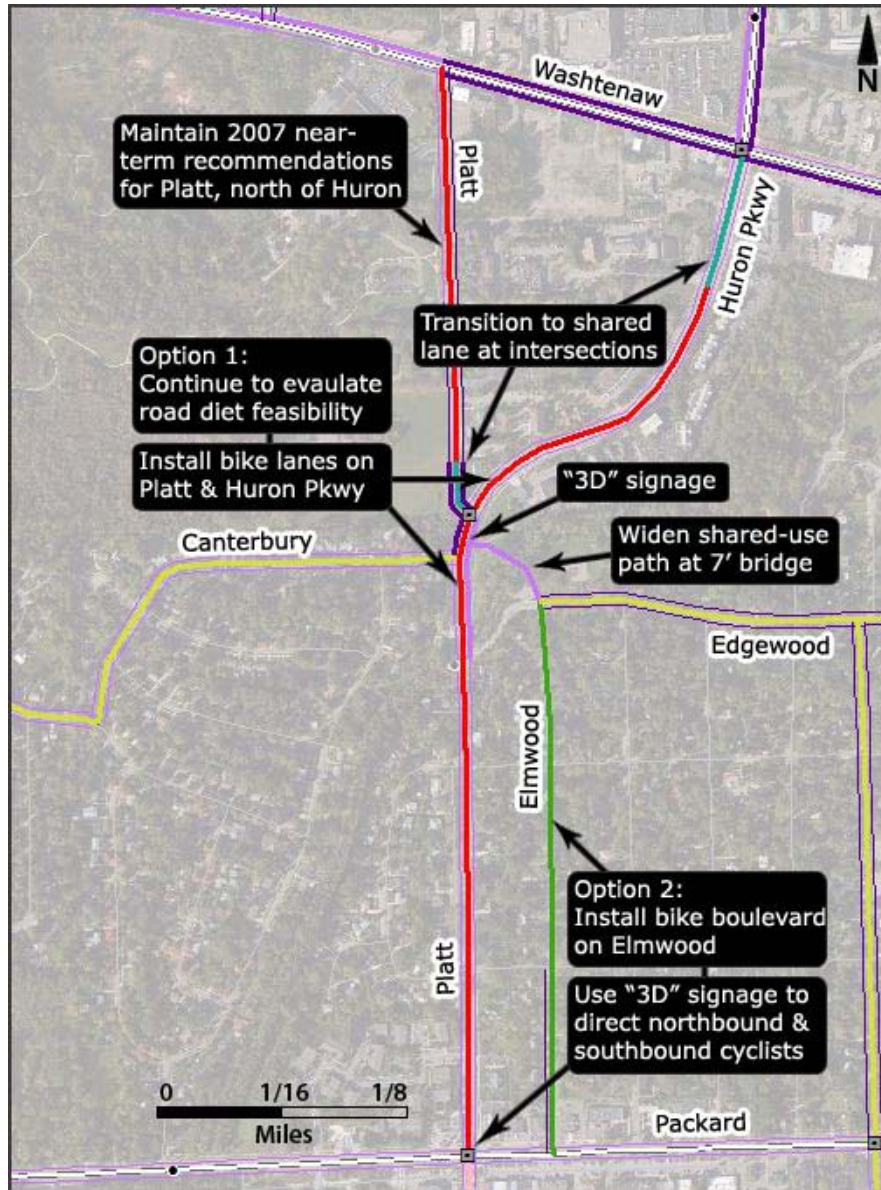 N
Washtenaw
Maintain 2007 near-
term recommendations
for Platt, north of Huron
Platt
Huron Pkwy
Transition to shared
lane at intersections
Option 1:
Continue to evaulate
road diet feasibility
Install bike lanes on
Platt & Huron Pkwy
“3D” signage
Canterbury
Widen shared-use
path at 7’ bridge
Edgewood
Elmwood
Option 2:
Install bike boulevard
on Elmwood
Platt
Use “3D” signage to
direct northbound &
southbound cyclists
0 1/16 1/8
Miles
Packard